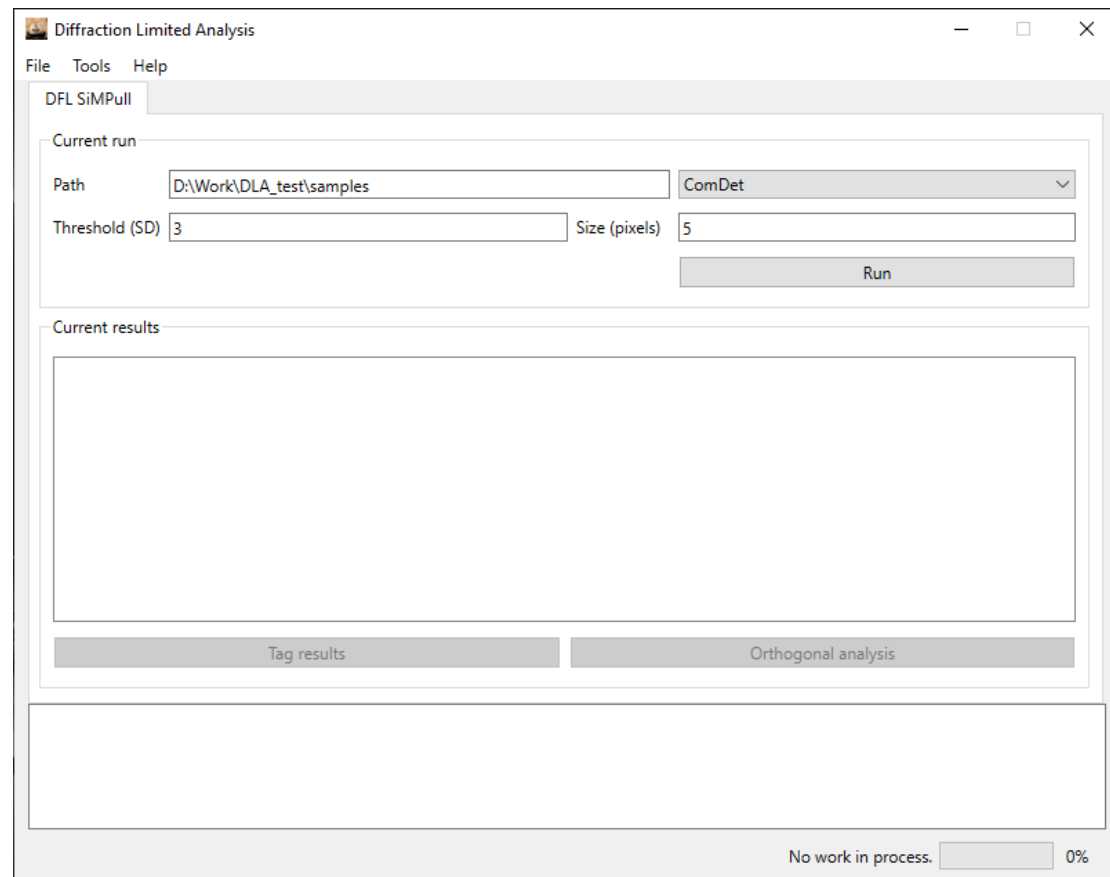 Diffraction Limited Analysis
File Tools Help
DFL SiMPull
Current run
Path D:\Work\DLA_test\samples ComDet
Threshold (SD) 3 Size (pixels) 5
Run
Current results
Tag results Orthogonal analysis
No work in process. 0%